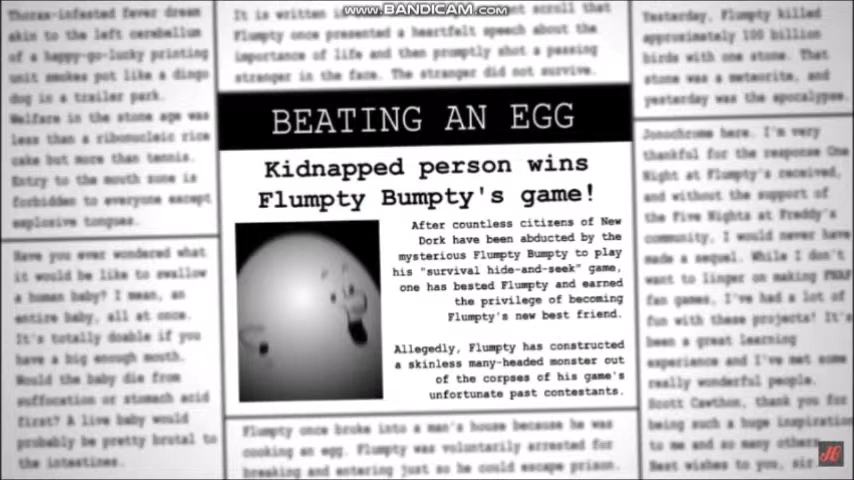 www.BANDICAM.com
Thorax-infested fever dream
akin to the left cerebellum
of a happy-go-lucky printing
unit smokes pot like a dingo
dog in a trailer park.
Welfare in the stone age was
less than a ribonucleic rice
cake but more than tennis.
Entry to the mouth zone is
forbidden to everyone except
explosive tongues.
Have you ever wondered what
it would be like to swallow
a human baby? I mean, an
entire baby, all at once.
It's totally doable if you
have a big enough mouth.
Would the baby die from
suffocation or stomach acid
first? A live baby would
probably be pretty brutal to
the intestines.
It is written in scroll that
Flumpty once presented a heartfelt speech about the
importance of life and then promptly shot a passing
stranger in the face. The stranger did not survive.
BEATING AN EGG
Kidnapped person wins
Flumpty Bumpty's game!
After countless citizens of New
Dork have been abducted by the
mysterious Flumpty Bumpty to play
his "survival hide-and-seek" game,
one has bested Flumpty and earned
the privilege of becoming
Flumpty's new best friend.
Allegedly, Flumpty has constructed
a skinless many-headed monster out
of the corpses of his game's
unfortunate past contestants.
Flumpty once broke into a man's house because he was
cooking an egg. Flumpty was voluntarily arrested for
breaking and entering just so he could escape prison.
Yesterday, Flumpty killed
approximately 100 billion
birds with one stone. That
stone was a meteorite, and
yesterday was the apocalypse.
Jonochrome here. I'm very
thankful for the response One
Night at Flumpty's received,
and without the support of
the Five Nights at Freddy's
community, I would never have
made a sequel. While I don't
want to linger on making FNAF
fan games, I've had a lot of
fun with these projects! It's
been a great learning
experience and I've met some
really wonderful people.
Scott Cawthon, thank you for
being such a huge inspiration
to me and so many others.
Best wishes to you, sir.